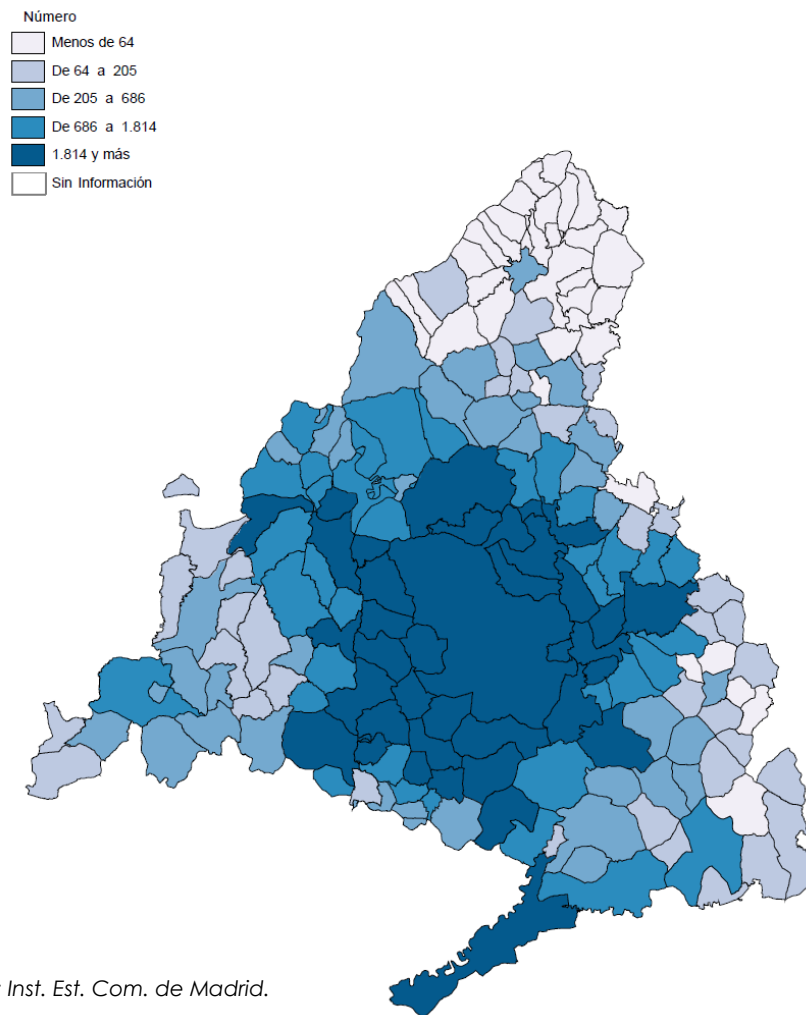 Número
Menos de 64
De 64 a 205
De 205 a 686
De 686 a 1.814
1.814 y más
Sin Información
: Inst. Est. Com. de Madrid.